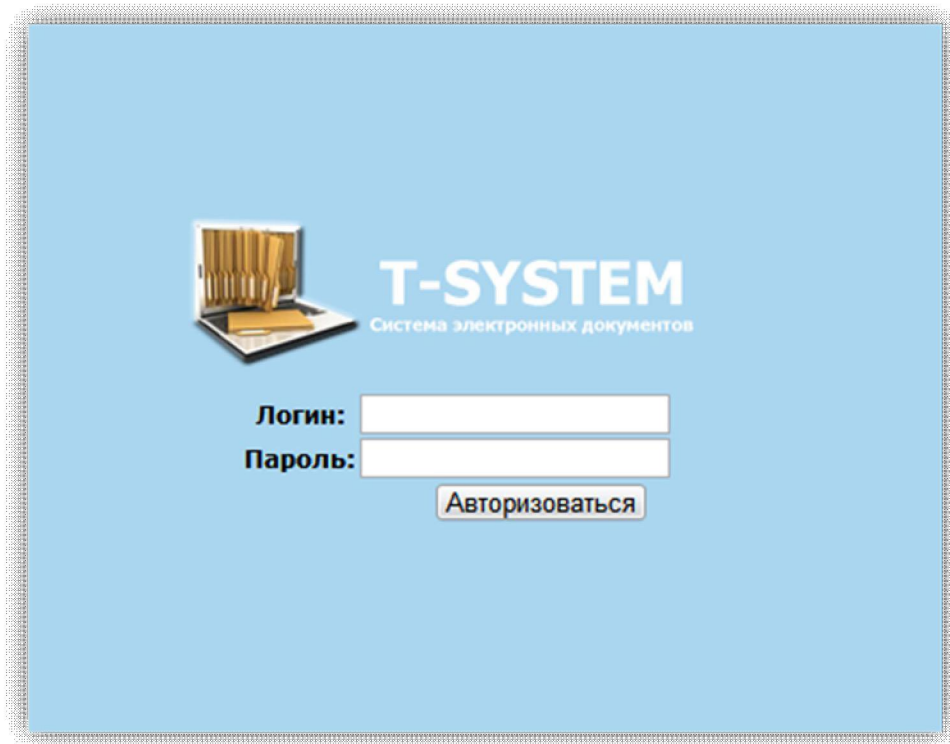 T-SYSTEM
Система электронных документов
Логин:
Пароль:
Авторизоваться